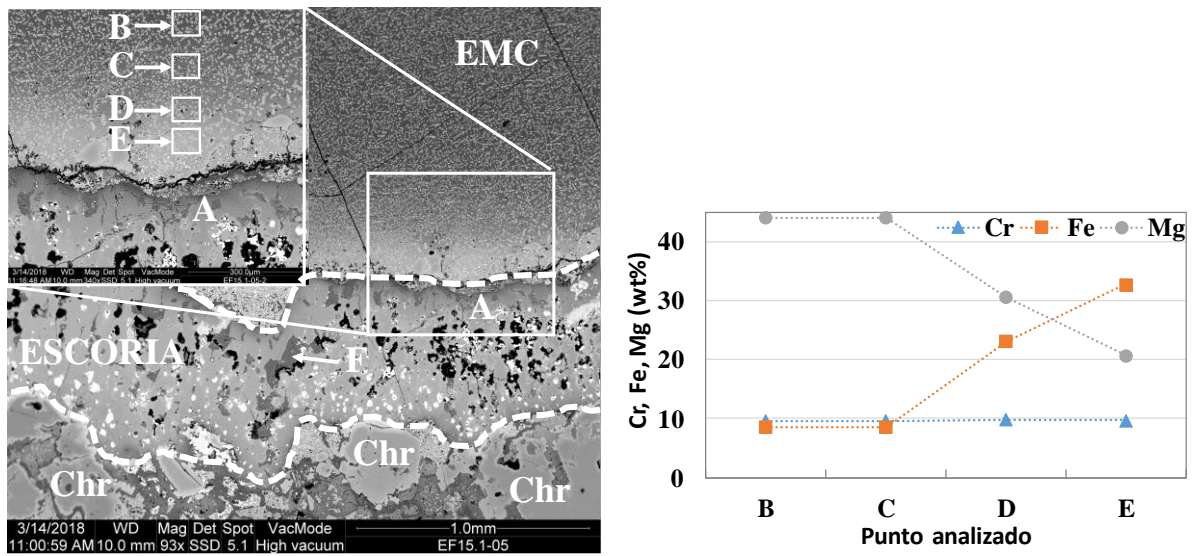 B
C
D
E
A
3/14/2018 WD Mag Det Spot VacMode 300.0µm
11:16:48 AM 10.0 mm 340x SSD 5.1 High vacuum EF15.1-05-2
EMC
A
ESCORIA
F
Chr
Chr
Chr
3/14/2018 WD Mag Det Spot VacMode 1.0mm
11:00:59 AM 10.0 mm 93x SSD 5.1 High vacuum EF15.1-05
Cr Fe Mg
Cr, Fe, Mg (wt%)
40
30
20
10
0
B C D E
Punto analizado